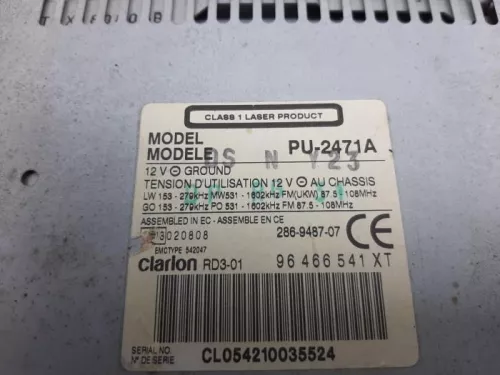 CLASS 1 LASER PRODUCT
MODEL
MODELE
PU-2471A
DS N Y23
12 V ⊖ GROUND
TENSION D'UTILISATION 12 V ⊖ AU CHASSIS
LW 153 - 279kHz MW531 - 1602kHz FM(UKW) 87.5 - 108MHz
GO 153 - 279kHz PO 531 - 1602kHz FM 87.5 - 108MHz
ASSEMBLED IN EC - ASSEMBLE EN CE
020808
286-9487-07
CE
EMCTYPE 542047
Clarion RD3-01
96 466 541 XT
SERIAL NO.
N° DE SERIE.
CL054210035524